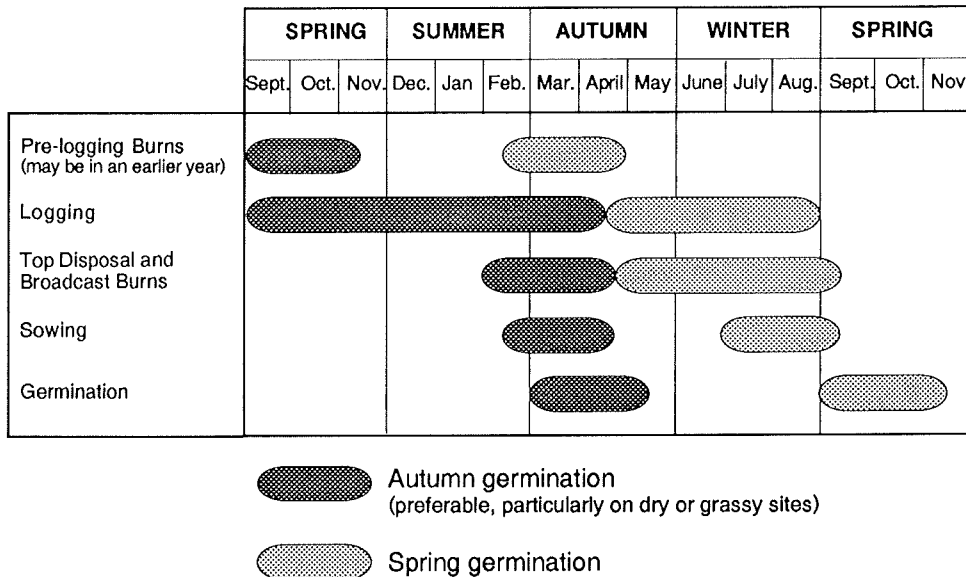 SPRING SUMMER AUTUMN WINTER SPRING
Sept. Oct. Nov. Dec. Jan Feb. Mar. April May June July Aug. Sept. Oct. Nov
Pre-logging Burns
(may be in an earlier year)
Logging
Top Disposal and
Broadcast Burns
Sowing
Germination
Autumn germination
(preferable, particularly on dry or grassy sites)
Spring germination